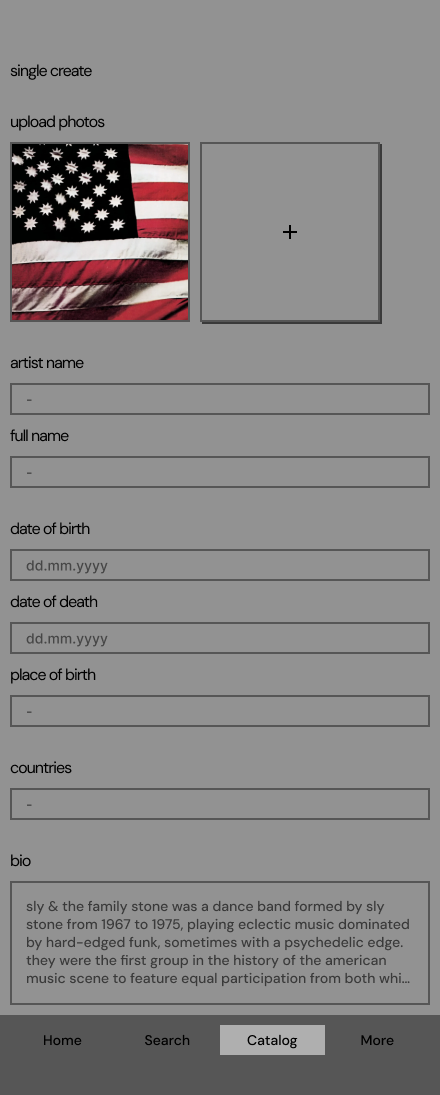 single create
upload photos
+
artist name
-
full name
-
date of birth
dd.mm.yyyy
date of death
dd.mm.yyyy
place of birth
-
countries
-
bio
sly & the family stone was a dance band formed by sly
stone from 1967 to 1975, playing eclectic music dominated
by hard-edged funk, sometimes with a psychedelic edge.
they were the first group in the history of the american
music scene to feature equal participation from both whi...
Home Search Catalog More